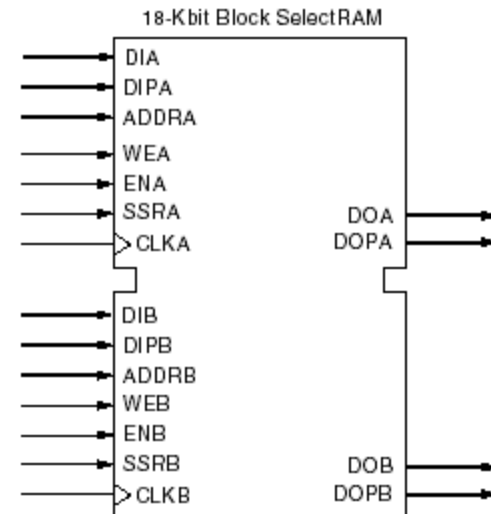 18-Kbit Block SelectRAM
DIA
DIPA
ADDRA
WEA
ENA
SSRA
DOA
CLKA
DOPA
DIB
DIPB
ADDRB
WEB
ENB
SSRB
DOB
CLKB
DOPB